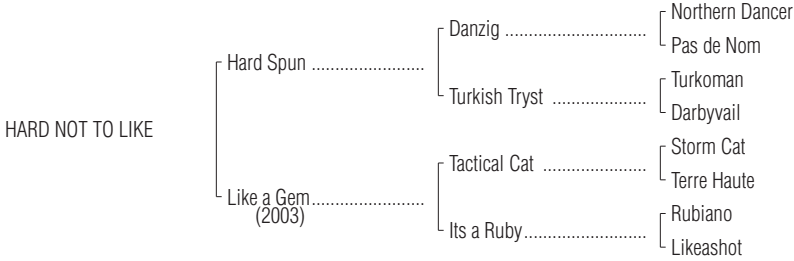 Northern Dancer
Danzig ..............................
Pas de Nom
Hard Spun ........................
Turkoman
Turkish Tryst ....................
Darbyvail
HARD NOT TO LIKE
Storm Cat
Tactical Cat ......................
Terre Haute
Like a Gem........................
(2003)
Rubiano
Its a Ruby..........................
Likeashot